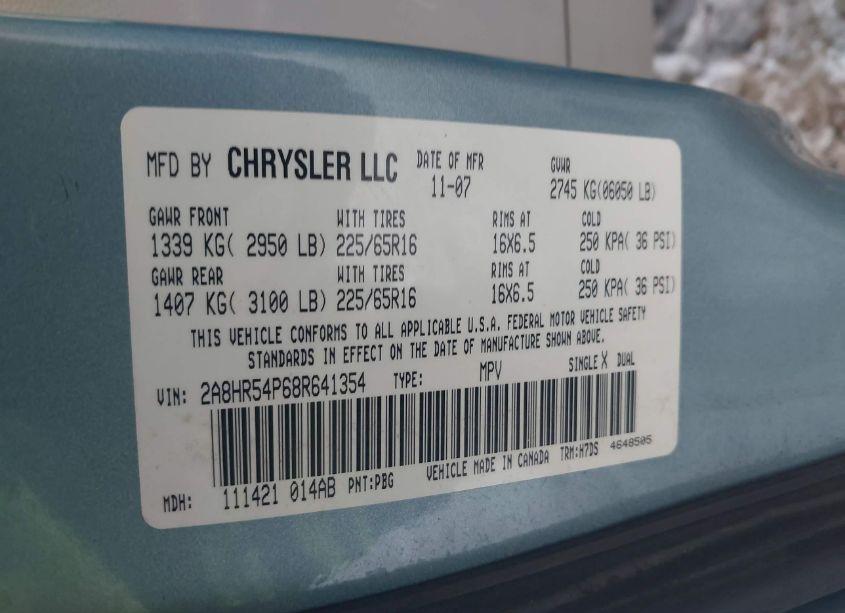 MFD BY CHRYSLER LLC DATE OF MFR GVWR
11-07 2745 KG(06050 LB)
GAWR FRONT WITH TIRES RIMS AT COLD
1339 KG( 2950 LB) 225/65R16 16X6.5 250 KPA( 36 PSI)
GAWR REAR WITH TIRES RIMS AT COLD
1407 KG( 3100 LB) 225/65R16 16X6.5 250 KPA( 36 PSI)
THIS VEHICLE CONFORMS TO ALL APPLICABLE U.S.A. FEDERAL MOTOR VEHICLE SAFETY
STANDARDS IN EFFECT ON THE DATE OF MANUFACTURE SHOWN ABOVE.
VIN: 2A8HR54P68R641354 TYPE: MPV SINGLE X DUAL
MDH: 111421 014AB PNT:PBG VEHICLE MADE IN CANADA TRM:H7DS 4648505